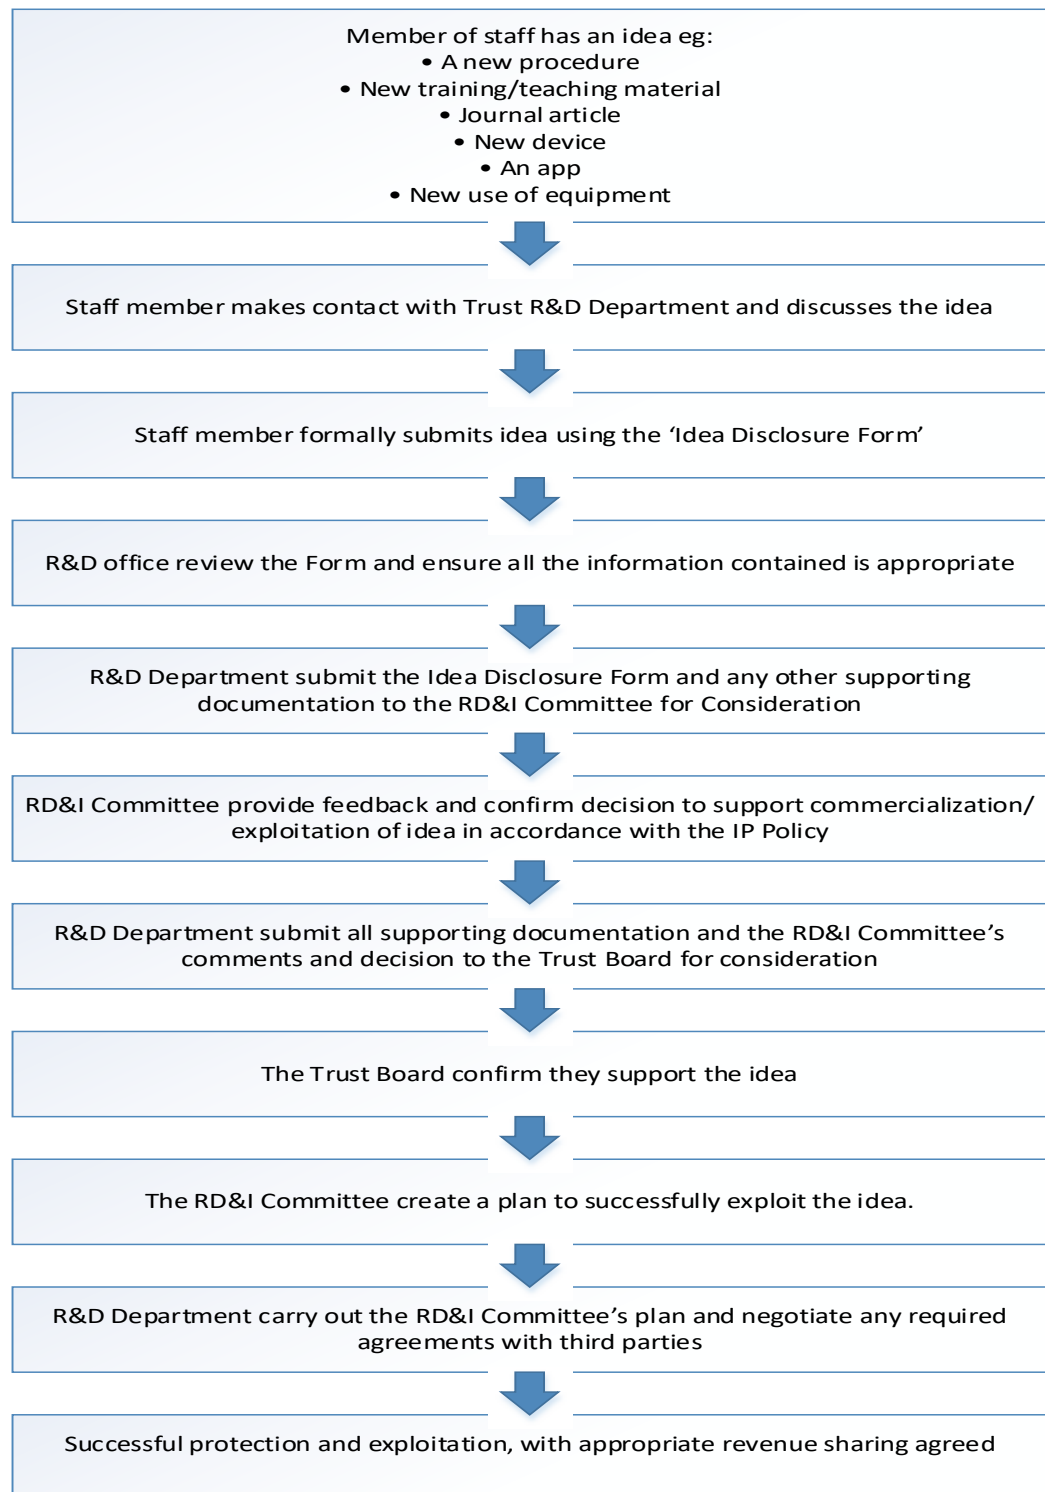 Member of staff has an idea eg:
• A new procedure
• New training/teaching material
• Journal article
• New device
• An app
• New use of equipment
Staff member makes contact with Trust R&D Department and discusses the idea
Staff member formally submits idea using the ‘Idea Disclosure Form’
R&D office review the Form and ensure all the information contained is appropriate
R&D Department submit the Idea Disclosure Form and any other supporting
documentation to the RD&I Committee for Consideration
RD&I Committee provide feedback and confirm decision to support commercialization/
exploitation of idea in accordance with the IP Policy
R&D Department submit all supporting documentation and the RD&I Committee’s
comments and decision to the Trust Board for consideration
The Trust Board confirm they support the idea
The RD&I Committee create a plan to successfully exploit the idea.
R&D Department carry out the RD&I Committee’s plan and negotiate any required
agreements with third parties
Successful protection and exploitation, with appropriate revenue sharing agreed